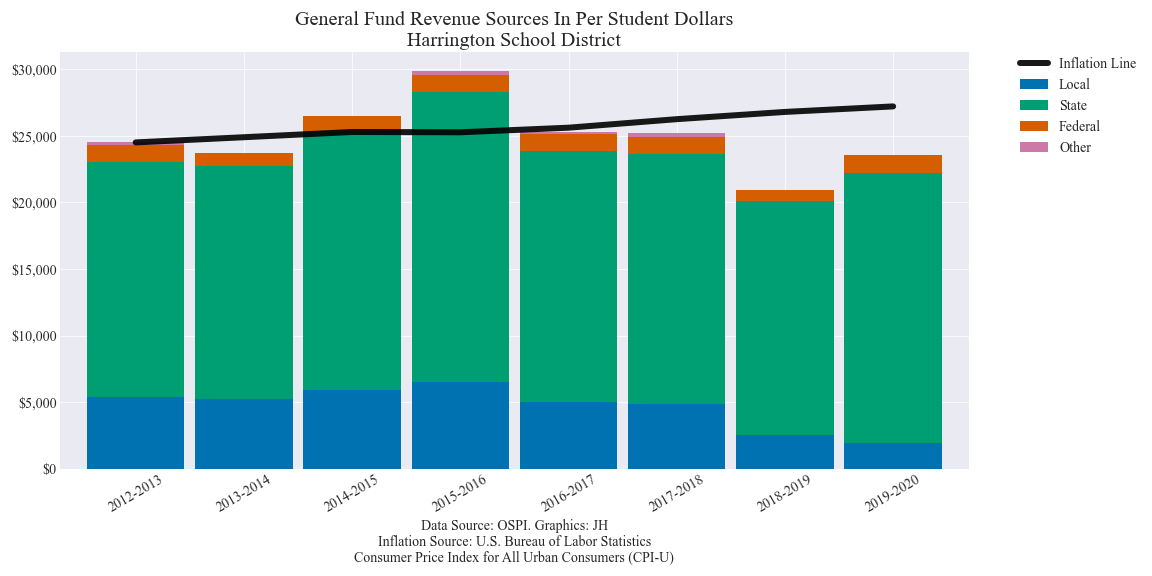 General Fund Revenue Sources In Per Student Dollars
Harrington School District
$30,000
$25,000
$20,000
$15,000
$10,000
$5,000
$0
Inflation Line
Local
State
Federal
Other
2012-2013
2013-2014
2014-2015
2015-2016
2016-2017
2017-2018
2018-2019
2019-2020
Data Source: OSPI. Graphics: JH
Inflation Source: U.S. Bureau of Labor Statistics
Consumer Price Index for All Urban Consumers (CPI-U)